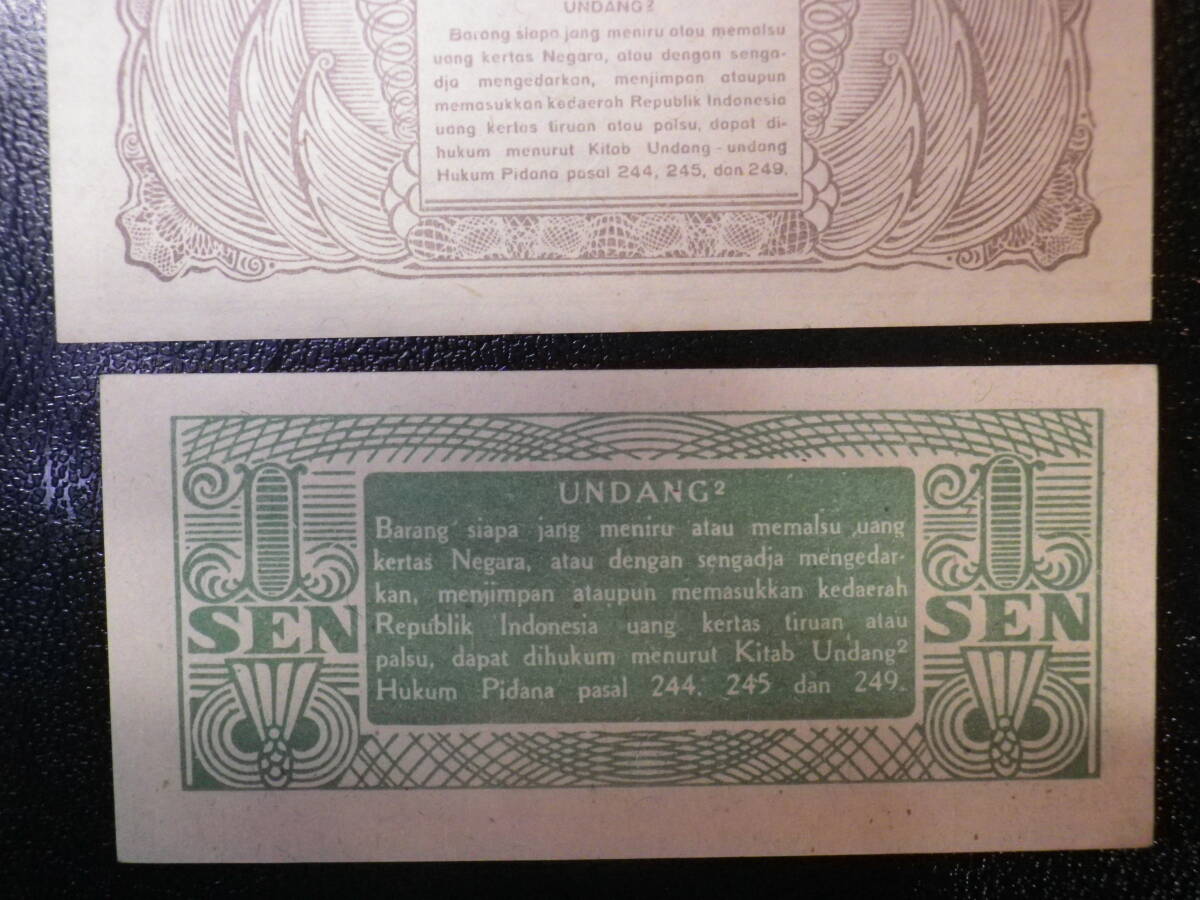 UNDANG²
Barang siapa jang meniru atau memalsu
uang kertas Negara, atau dengan senga-
dja mengedarkan, menjimpan ataupun
memasukkan kedaerah Republik Indonesia
uang kertas tiruan atau palsu, dapat di-
hukum menurut Kitab Undang-undang
Hukum Pidana pasal 244, 245, dan 249.
UNDANG²
Barang siapa jang meniru atau memalsu uang
kertas Negara, atau dengan sengadja mengedar-
kan, menjimpan ataupun memasukkan kedaerah
Republik Indonesia uang kertas tiruan atau
palsu, dapat dihukum menurut Kitab Undang²
Hukum Pidana pasal 244. 245 dan 249.
1
SEN
1
SEN